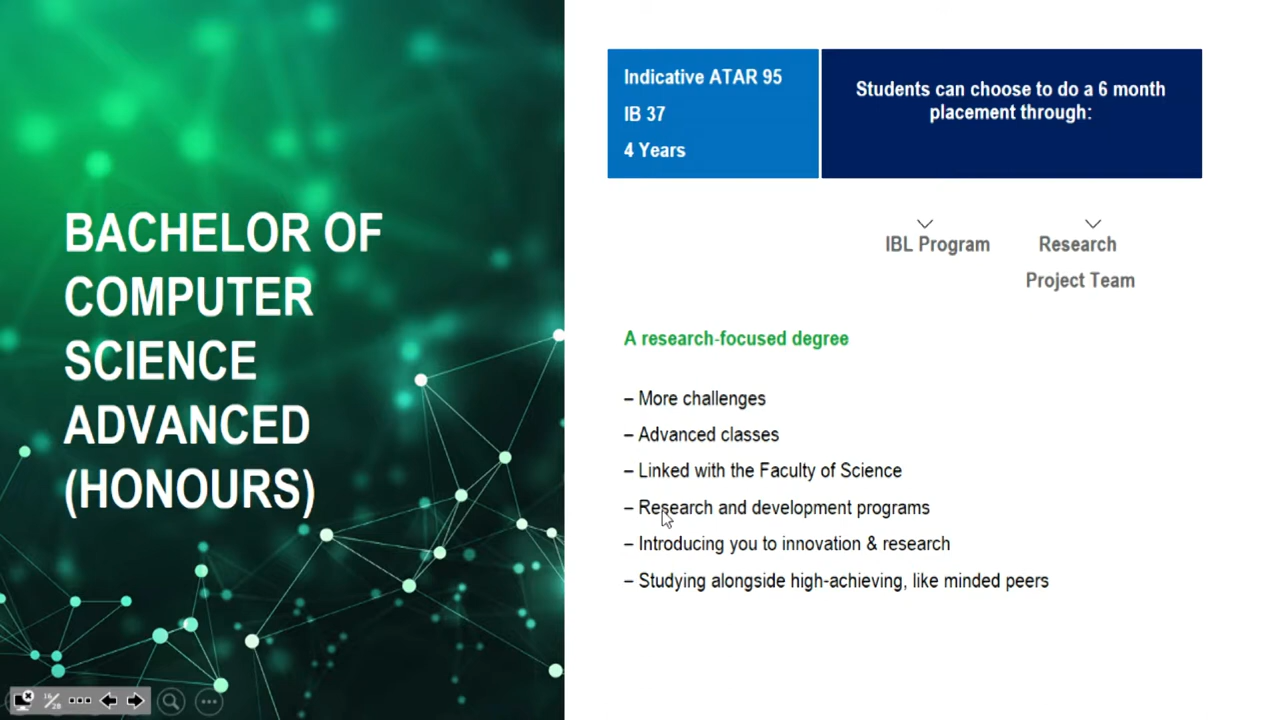 BACHELOR OF
COMPUTER
SCIENCE
ADVANCED
(HONOURS)
Indicative ATAR 95
IB 37
4 Years
Students can choose to do a 6 month
placement through:
IBL Program
Research
Project Team
A research-focused degree
– More challenges
– Advanced classes
– Linked with the Faculty of Science
– Research and development programs
– Introducing you to innovation & research
– Studying alongside high-achieving, like minded peers